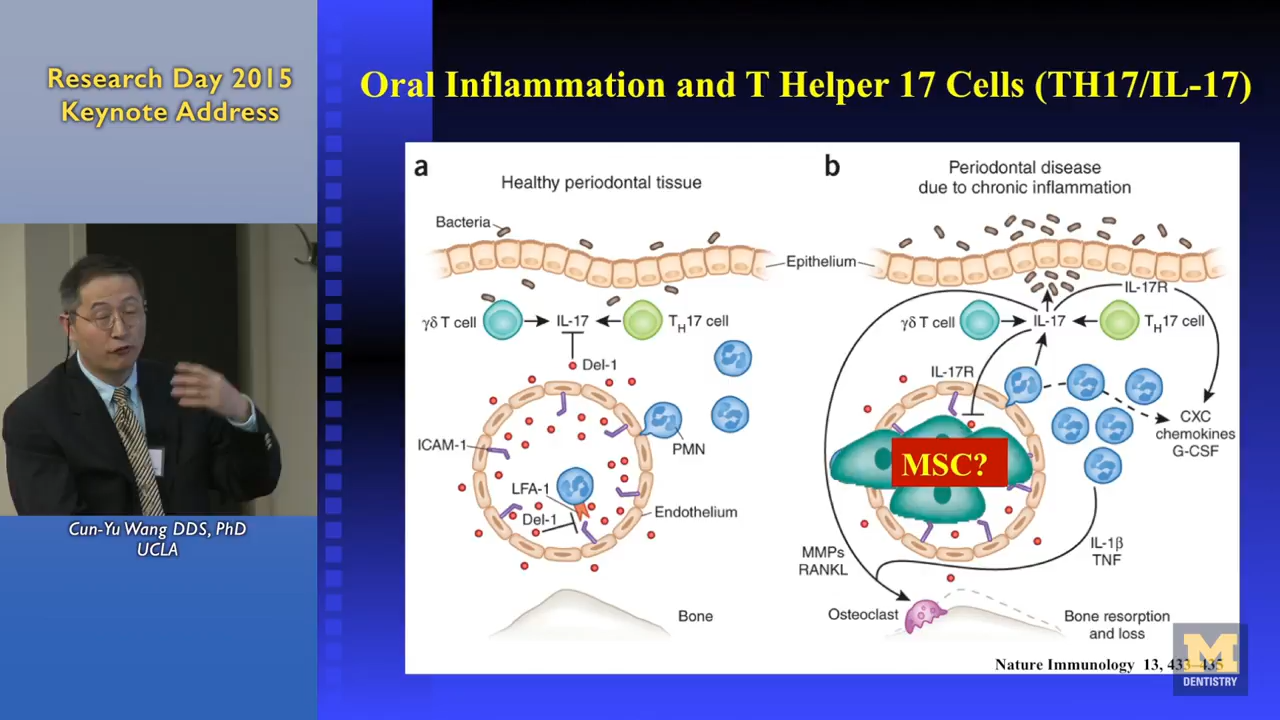 Research Day 2015
Keynote Address
Cun-Yu Wang DDS, PhD
UCLA
Oral Inflammation and T Helper 17 Cells (TH17/IL-17)
a
Healthy periodontal tissue
Bacteria
Epithelium
γδ T cell
IL-17
TH17 cell
Del-1
ICAM-1
PMN
LFA-1
Del-1
Endothelium
Bone
b
Periodontal disease
due to chronic inflammation
IL-17R
γδ T cell
IL-17
TH17 cell
IL-17R
CXC
chemokines
G-CSF
MSC?
MMPs
RANKL
IL-1β
TNF
Osteoclast
Bone resorption
and loss
Nature Immunology 13, 433–435
M
DENTISTRY